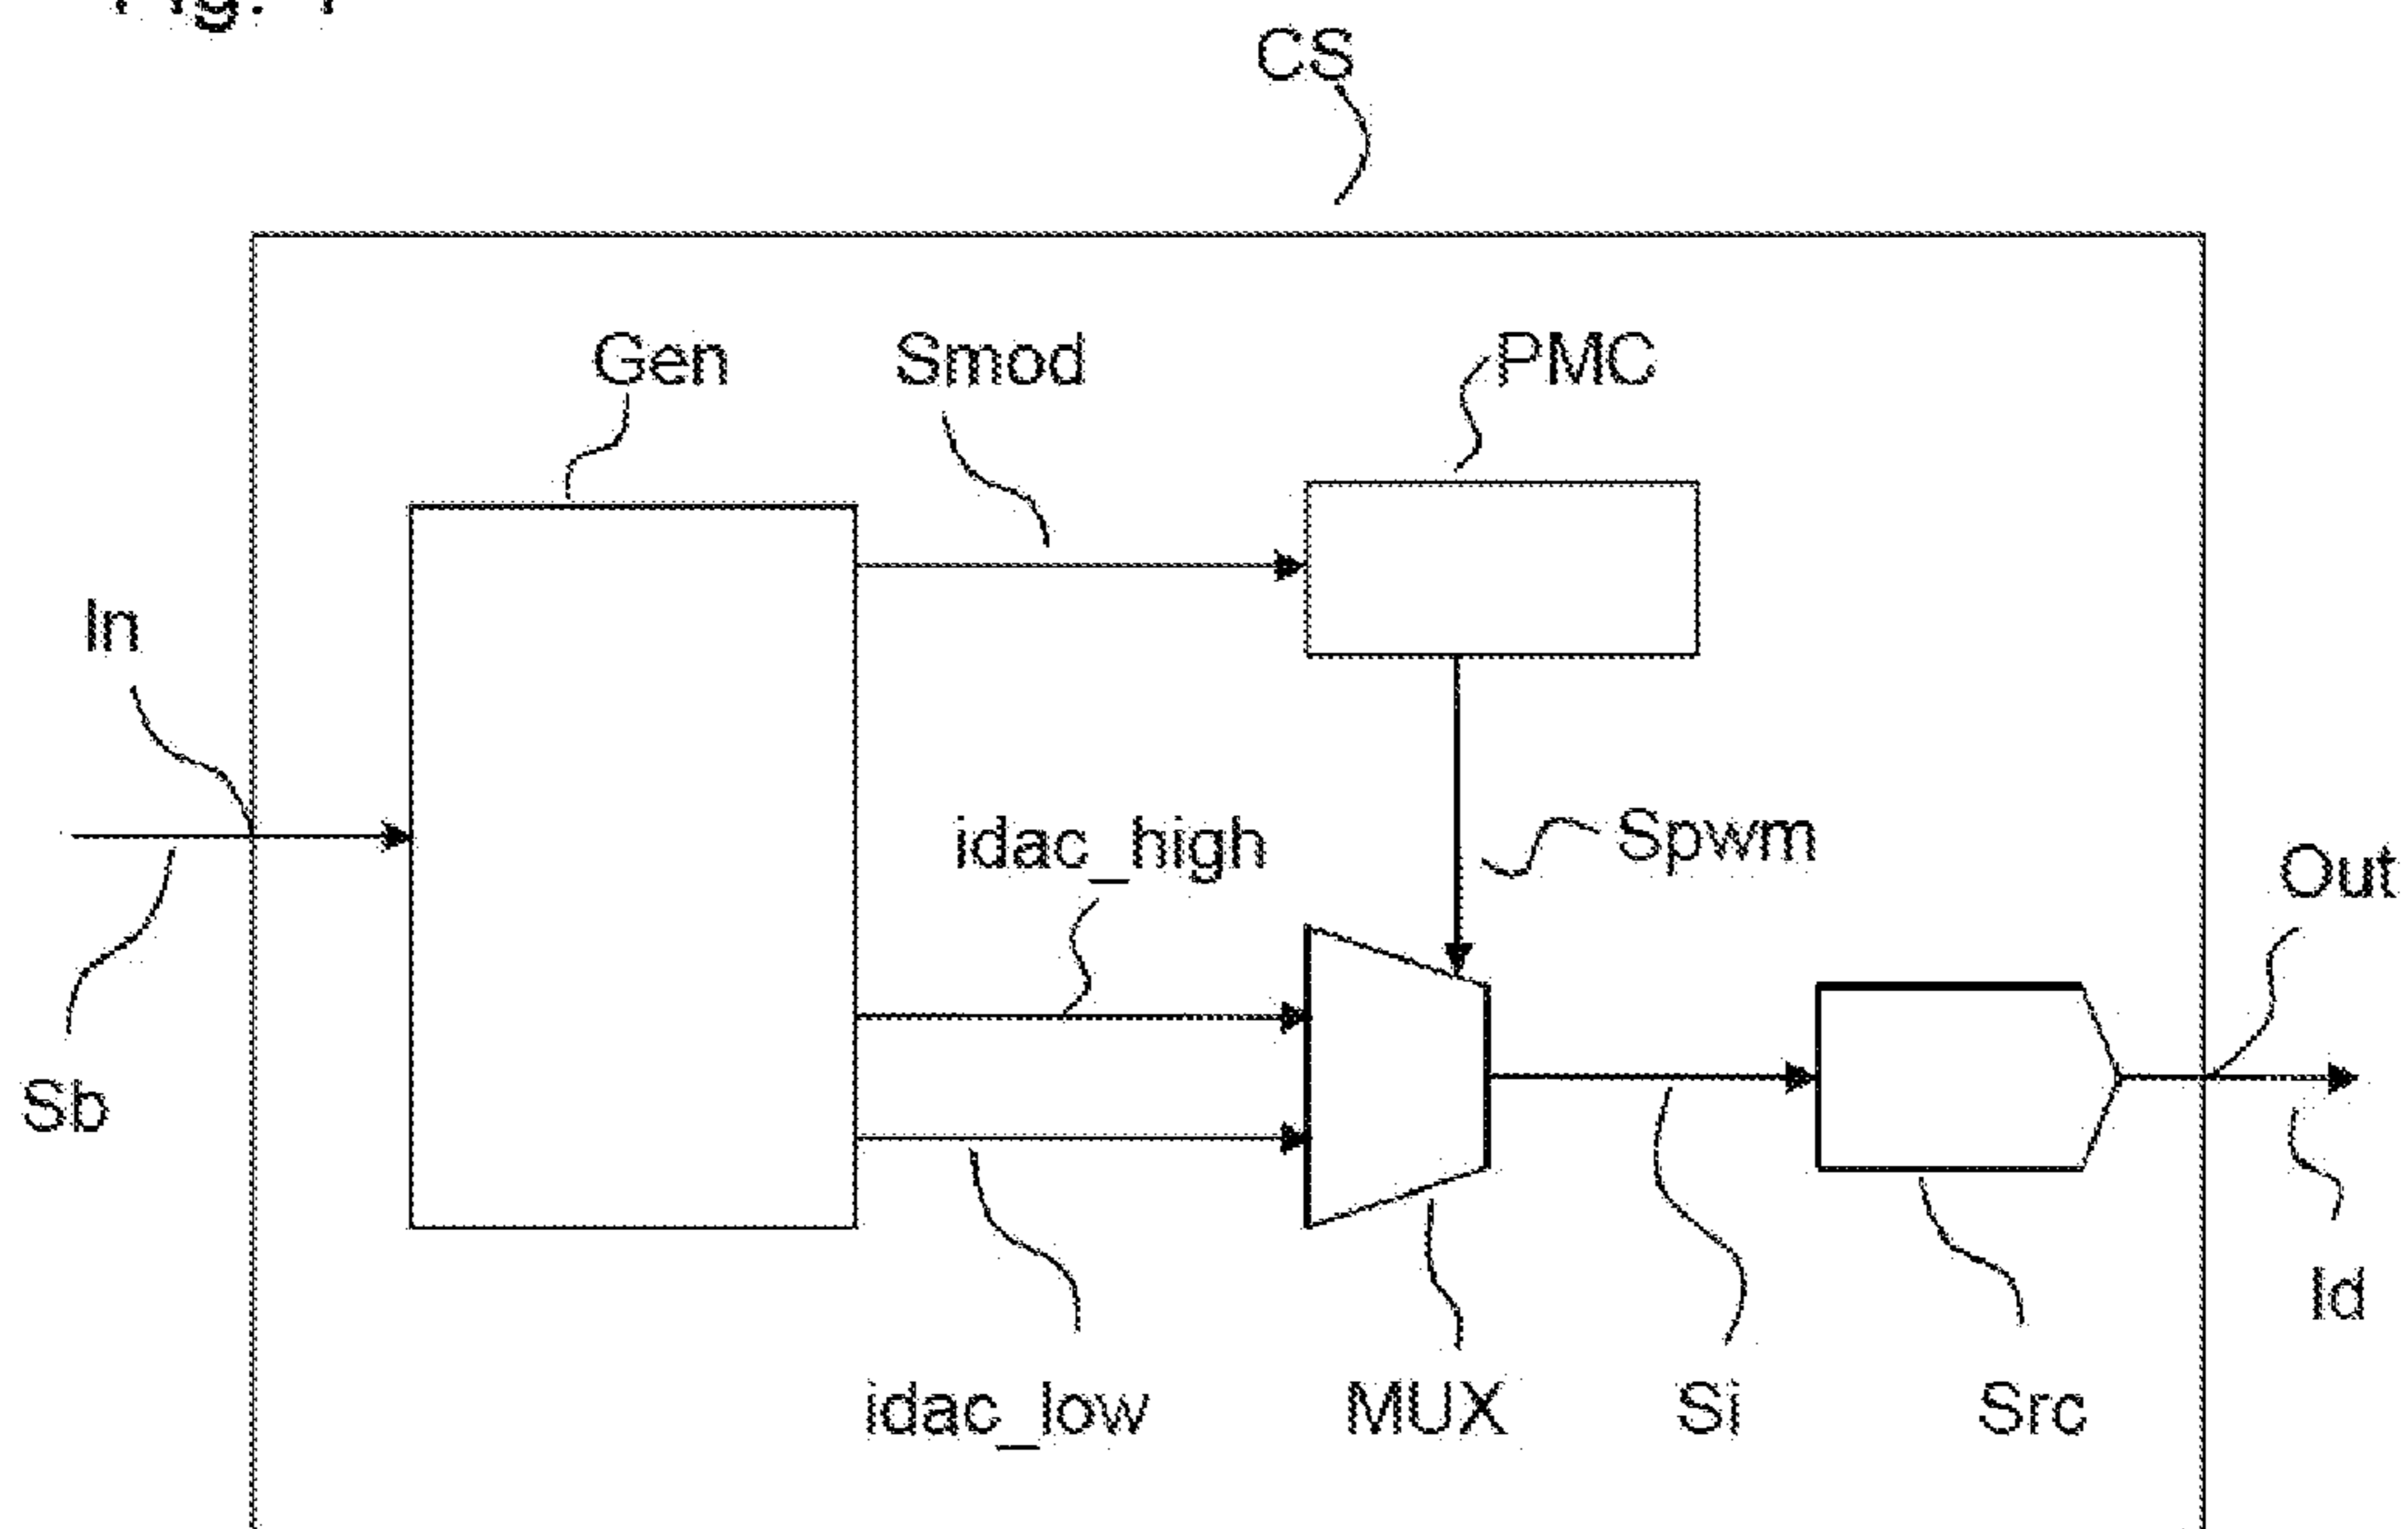 CS
Gen
Smod
PMC
In
idac_high
Spwm
Out
Sb
Id
idac_low
MUX
Si
Src